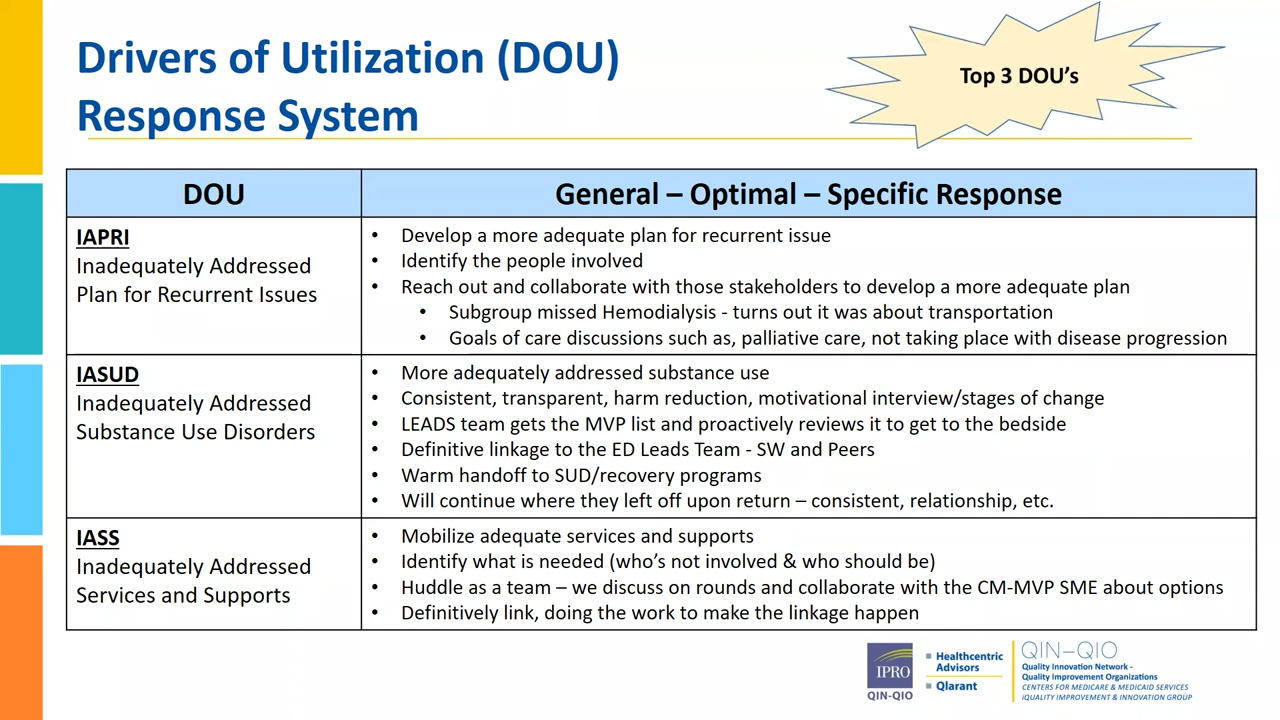 Drivers of Utilization (DOU)
Response System
Top 3 DOU's
DOU
General – Optimal – Specific Response
IAPRI
Inadequately Addressed
Plan for Recurrent Issues
• Develop a more adequate plan for recurrent issue
• Identify the people involved
• Reach out and collaborate with those stakeholders to develop a more adequate plan
• Subgroup missed Hemodialysis - turns out it was about transportation
• Goals of care discussions such as, palliative care, not taking place with disease progression
IASUD
Inadequately Addressed
Substance Use Disorders
• More adequately addressed substance use
• Consistent, transparent, harm reduction, motivational interview/stages of change
• LEADS team gets the MVP list and proactively reviews it to get to the bedside
• Definitive linkage to the ED Leads Team - SW and Peers
• Warm handoff to SUD/recovery programs
• Will continue where they left off upon return – consistent, relationship, etc.
IASS
Inadequately Addressed
Services and Supports
• Mobilize adequate services and supports
• Identify what is needed (who's not involved & who should be)
• Huddle as a team – we discuss on rounds and collaborate with the CM-MVP SME about options
• Definitively link, doing the work to make the linkage happen
IPRO
QIN-QIO
Healthcentric
Advisors
Qlarant
QIN–QIO
Quality Innovation Network -
Quality Improvement Organizations
CENTERS FOR MEDICARE & MEDICAID SERVICES
iQUALITY IMPROVEMENT & INNOVATION GROUP